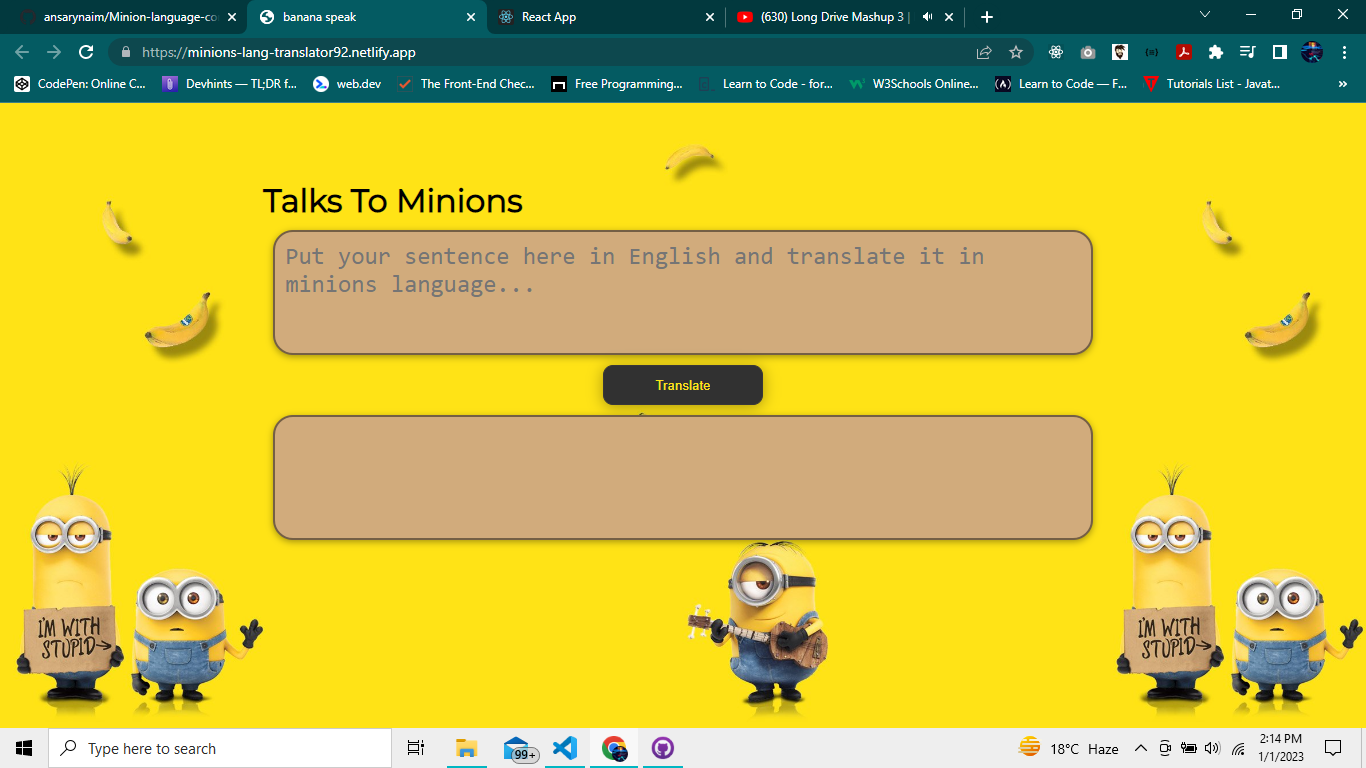 ansarynaim/Minion-language-co
banana speak
React App
(630) Long Drive Mashup 3 |
https://minions-lang-translator92.netlify.app
CodePen: Online C...
Devhints — TL;DR f...
web.dev
The Front-End Chec...
Free Programming...
Learn to Code - for...
W3Schools Online...
Learn to Code — F...
Tutorials List - Javat...
Talks To Minions
Put your sentence here in English and translate it in
minions language...
Translate
I'M WITH
STUPID
I'M WITH
STUPID
Type here to search
99+
18°C Haze
2:14 PM
1/1/2023